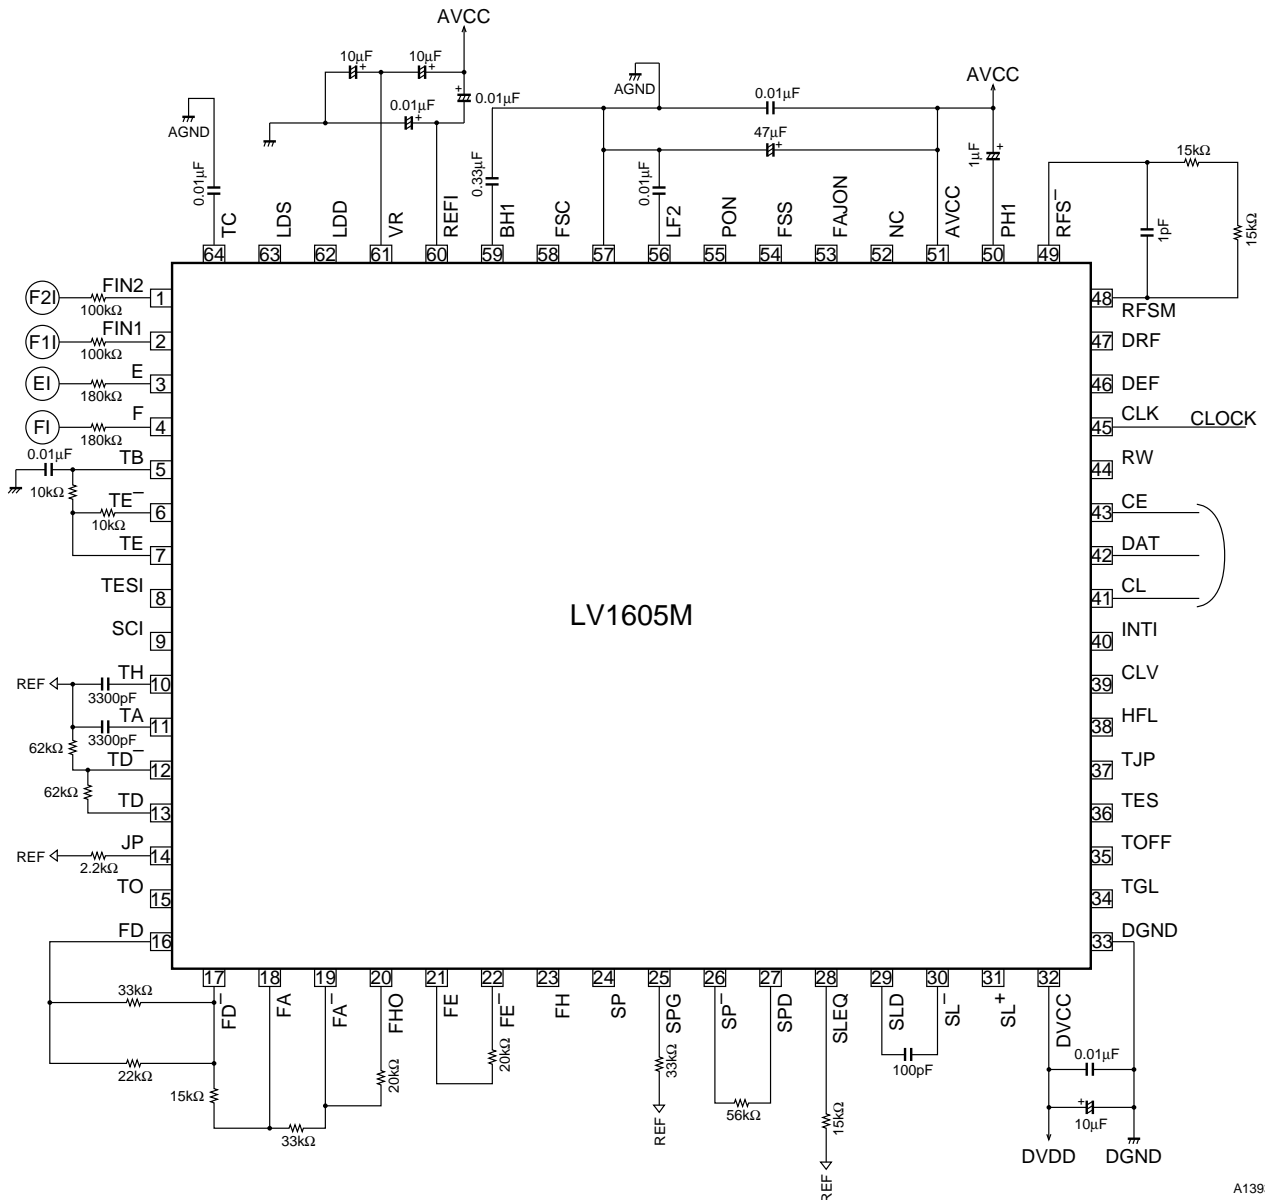 AVCC
10μF
10μF
0.01μF
0.01μF
AGND
0.01μF
TC
LDS
LDD
VR
REFI
0.33μF
BH1
FSC
AGND
0.01μF
47μF
0.01μF
LF2
PON
FSS
FAJON
NC
AVCC
AVCC
1μF
PH1
RFS⁻
15kΩ
1pF
15kΩ
64
63
62
61
60
59
58
57
56
55
54
53
52
51
50
49
F2I
100kΩ
FIN2
1
F1I
100kΩ
FIN1
2
EI
180kΩ
E
3
FI
180kΩ
F
4
0.01μF
TB
5
10kΩ
TE⁻
6
10kΩ
TE
7
TESI
8
SCI
9
REF
TH
10
3300pF
TA
11
3300pF
62kΩ
TD⁻
12
62kΩ
TD
13
REF
2.2kΩ
JP
14
TO
15
FD
16
LV1605M
48
RFSM
47
DRF
46
DEF
45
CLK
CLOCK
44
RW
43
CE
42
DAT
41
CL
40
INTI
39
CLV
38
HFL
37
TJP
36
TES
35
TOFF
34
TGL
33
DGND
17
18
19
20
21
22
23
24
25
26
27
28
29
30
31
32
FD⁻
FA
FA⁻
FHO
FE
FE⁻
FH
SP
SPG
SP⁻
SPD
SLEQ
SLD
SL⁻
SL⁺
DVCC
33kΩ
22kΩ
15kΩ
33kΩ
20kΩ
20kΩ
33kΩ
REF
56kΩ
15kΩ
REF
100pF
0.01μF
10μF
DVDD
DGND
A139